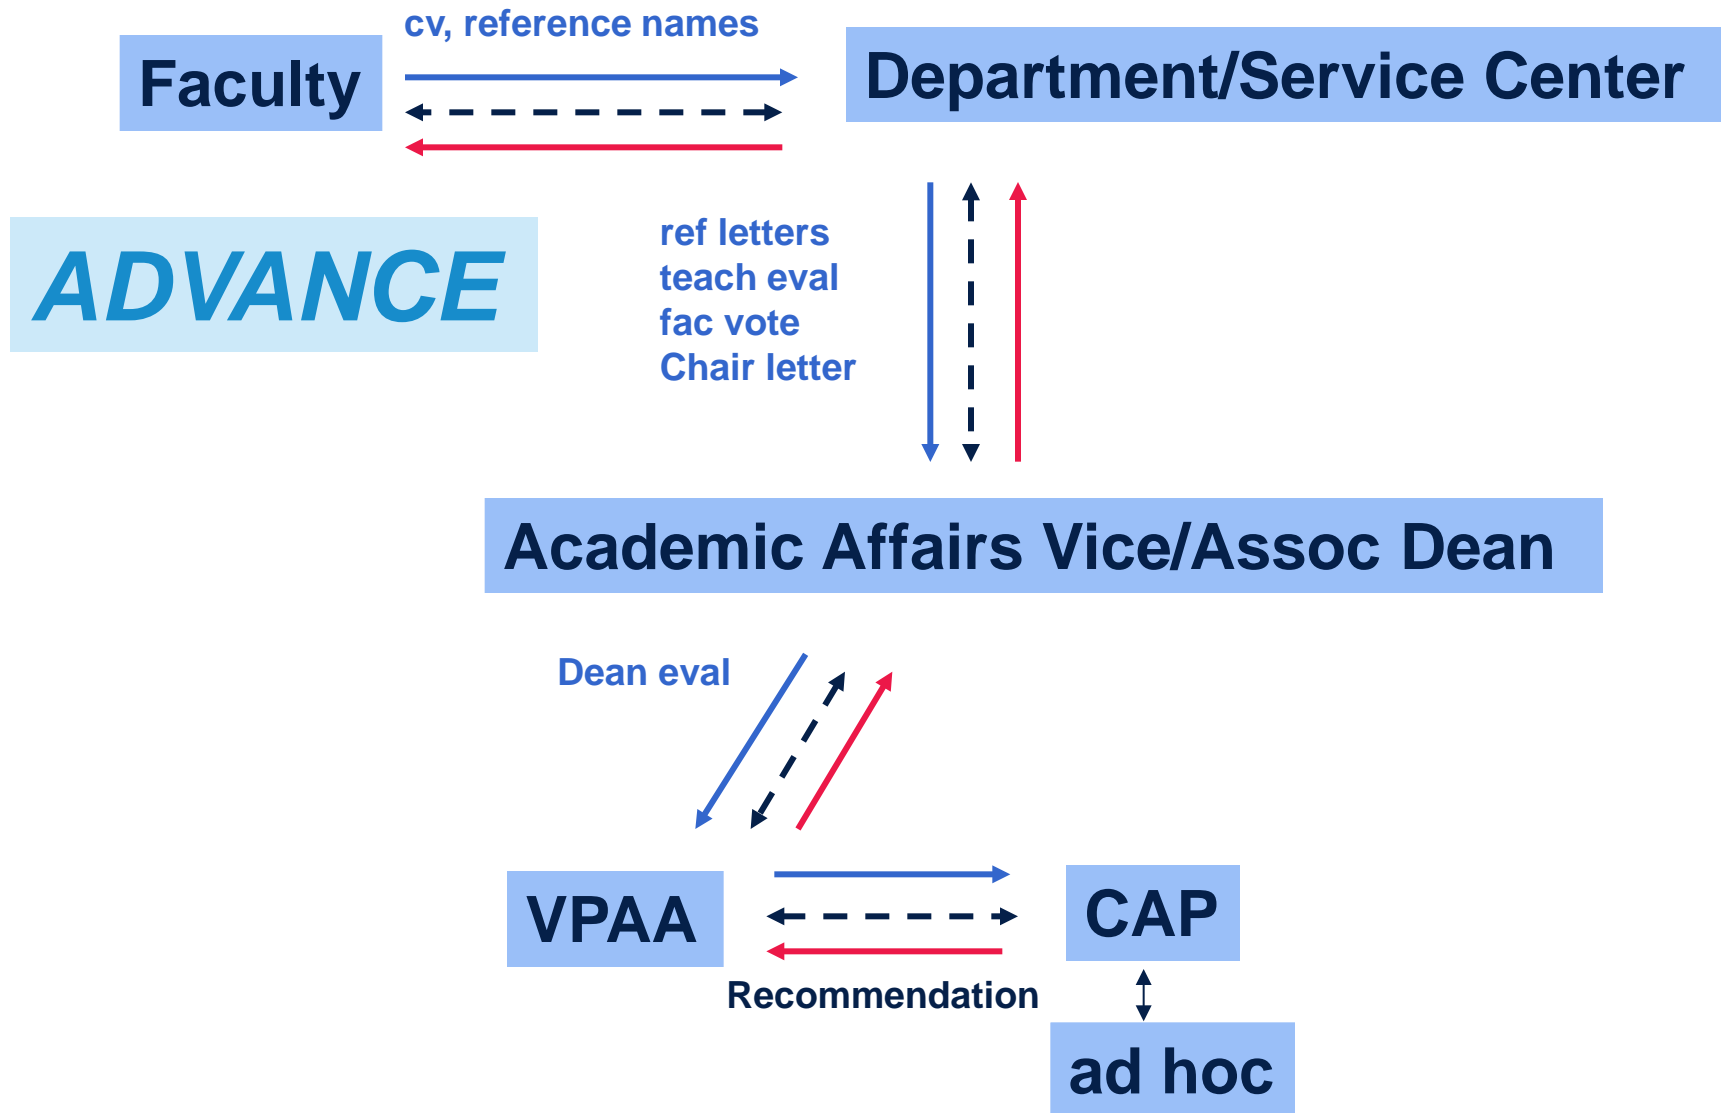 cv, reference names
Faculty
Department/Service Center
ADVANCE
ref letters
teach eval
fac vote
Chair letter
Academic Affairs Vice/Assoc Dean
Dean eval
VPAA
CAP
Recommendation
ad hoc